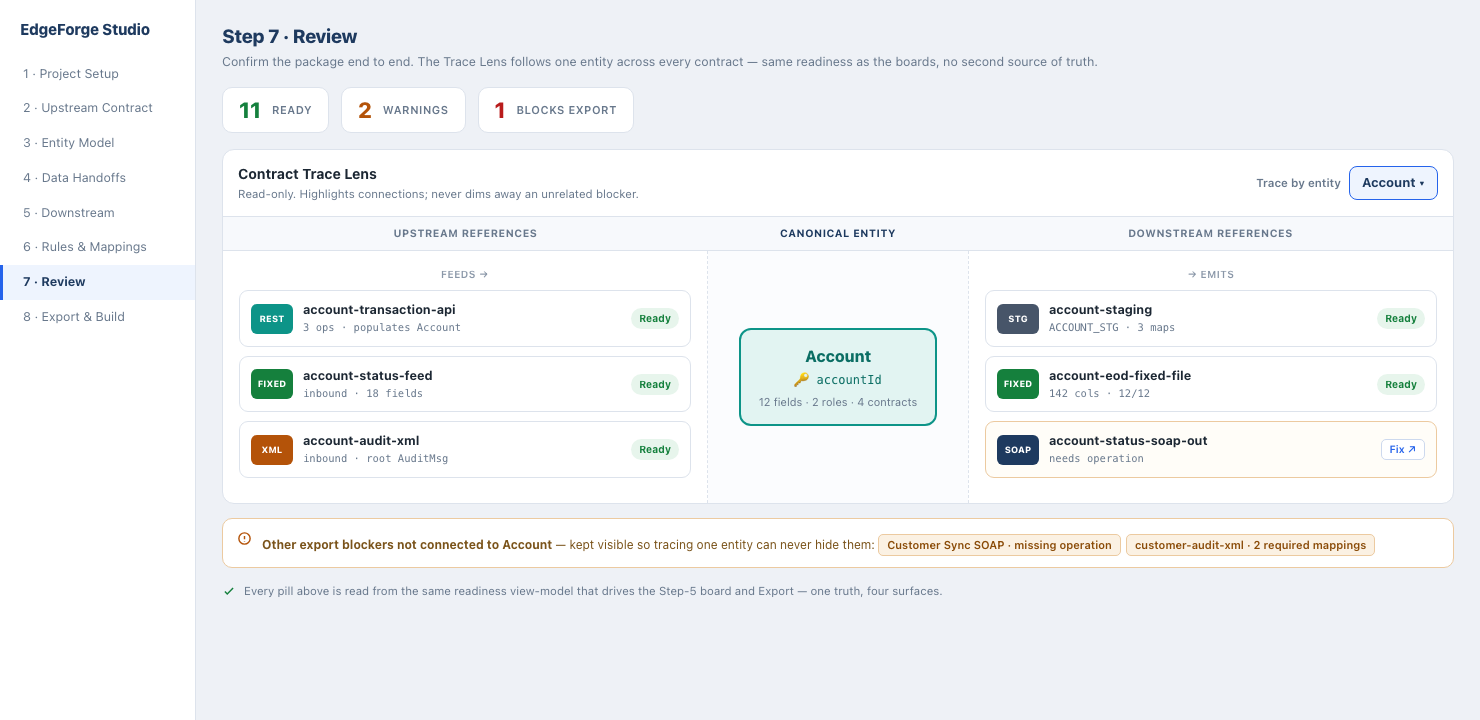 EdgeForge Studio
1 · Project Setup
2 · Upstream Contract
3 · Entity Model
4 · Data Handoffs
5 · Downstream
6 · Rules & Mappings
7 · Review
8 · Export & Build
Step 7 · Review
Confirm the package end to end. The Trace Lens follows one entity across every contract — same readiness as the boards, no second source of truth.
11 READY
2 WARNINGS
1 BLOCKS EXPORT
Contract Trace Lens
Read-only. Highlights connections; never dims away an unrelated blocker.
Trace by entity
Account ▾
UPSTREAM REFERENCES
CANONICAL ENTITY
DOWNSTREAM REFERENCES
FEEDS →
REST
account-transaction-api
3 ops · populates Account
Ready
FIXED
account-status-feed
inbound · 18 fields
Ready
XML
account-audit-xml
inbound · root AuditMsg
Ready
Account
🔑 accountId
12 fields · 2 roles · 4 contracts
→ EMITS
STG
account-staging
ACCOUNT_STG · 3 maps
Ready
FIXED
account-eod-fixed-file
142 cols · 12/12
Ready
SOAP
account-status-soap-out
needs operation
Fix ↗
Other export blockers not connected to Account — kept visible so tracing one entity can never hide them: Customer Sync SOAP · missing operation customer-audit-xml · 2 required mappings
Every pill above is read from the same readiness view-model that drives the Step-5 board and Export — one truth, four surfaces.